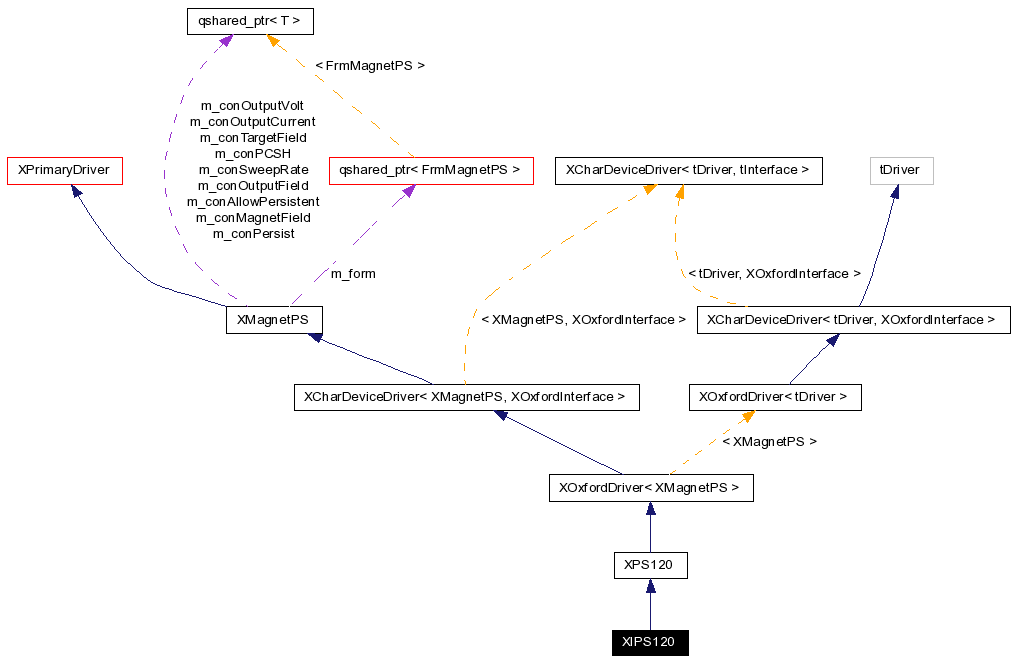 qshared_ptr< T >
< FrmMagnetPS >
m_conOutputVolt
m_conOutputCurrent
m_conTargetField
m_conPCSH
m_conSweepRate
m_conOutputField
m_conAllowPersistent
m_conMagnetField
m_conPersist
XPrimaryDriver
qshared_ptr< FrmMagnetPS >
XCharDeviceDriver< tDriver, tInterface >
tDriver
m_form
< tDriver, XOxfordInterface >
XMagnetPS
< XMagnetPS, XOxfordInterface >
XCharDeviceDriver< tDriver, XOxfordInterface >
XCharDeviceDriver< XMagnetPS, XOxfordInterface >
XOxfordDriver< tDriver >
< XMagnetPS >
XOxfordDriver< XMagnetPS >
XPS120
XIPS120